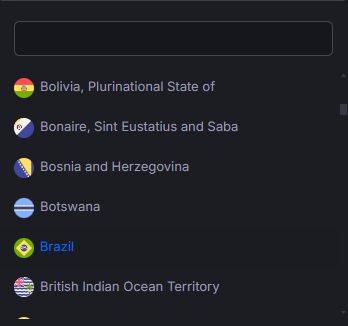 Bolivia, Plurinational State of
Bonaire, Sint Eustatius and Saba
Bosnia and Herzegovina
Botswana
Brazil
British Indian Ocean Territory